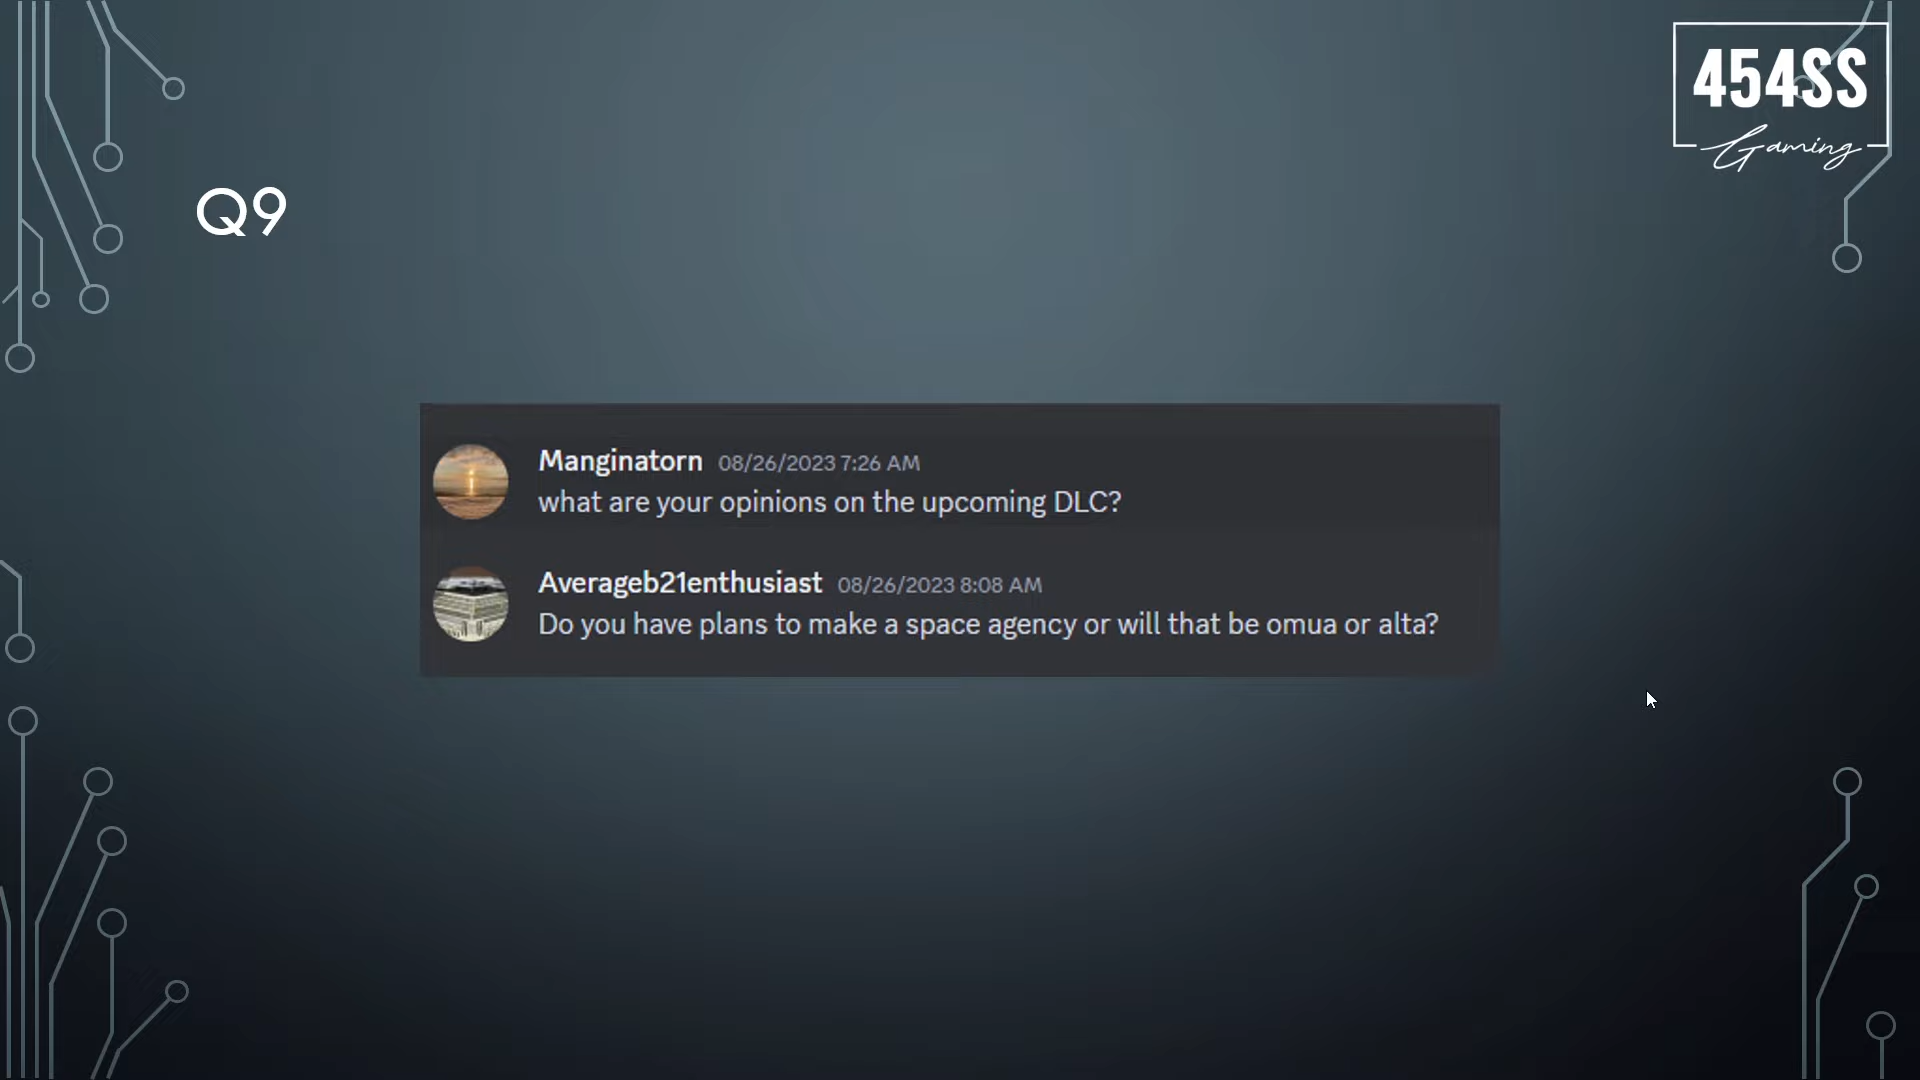 454SS
Gaming
Q9
Manginatorn 08/26/2023 7:26 AM
what are your opinions on the upcoming DLC?
Averageb21enthusiast 08/26/2023 8:08 AM
Do you have plans to make a space agency or will that be omua or alta?